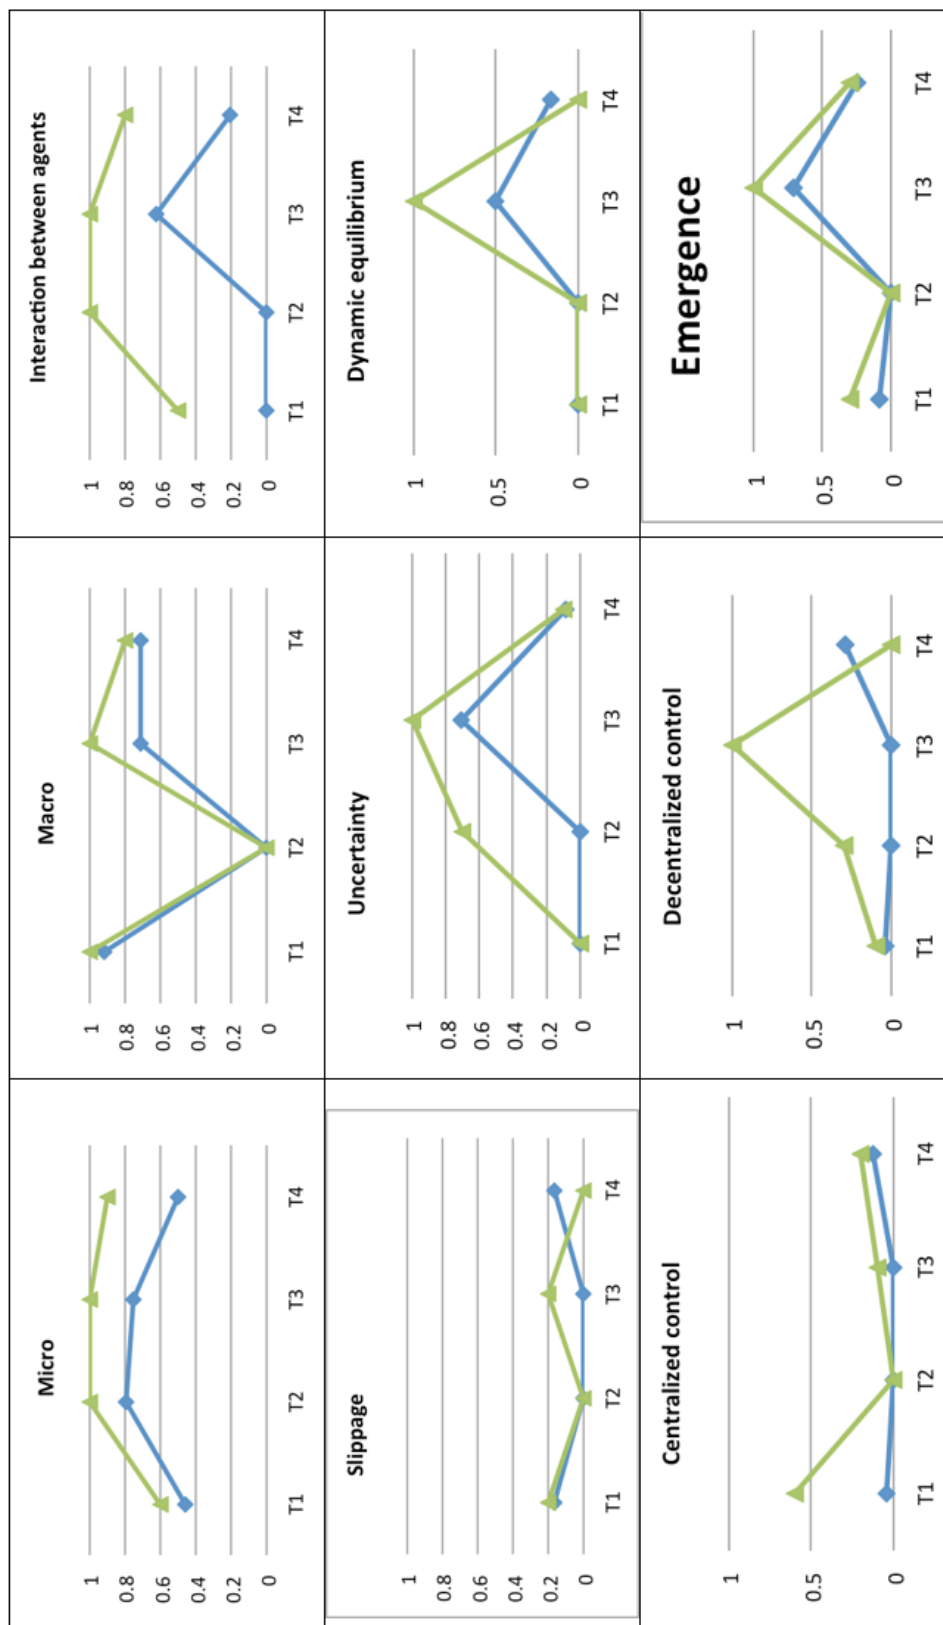 Micro
1
0.8
0.6
0.4
0.2
0
T1 T2 T3 T4
Macro
1
0.8
0.6
0.4
0.2
0
T1 T2 T3 T4
Interaction between agents
1
0.8
0.6
0.4
0.2
0
T1 T2 T3 T4
Slippage
1
0.8
0.6
0.4
0.2
0
T1 T2 T3 T4
Uncertainty
1
0.8
0.6
0.4
0.2
0
T1 T2 T3 T4
Dynamic equilibrium
1
0.5
0
T1 T2 T3 T4
Centralized control
1
0.5
0
T1 T2 T3 T4
Decentralized control
1
0.5
0
T1 T2 T3 T4
Emergence
1
0.5
0
T1 T2 T3 T4